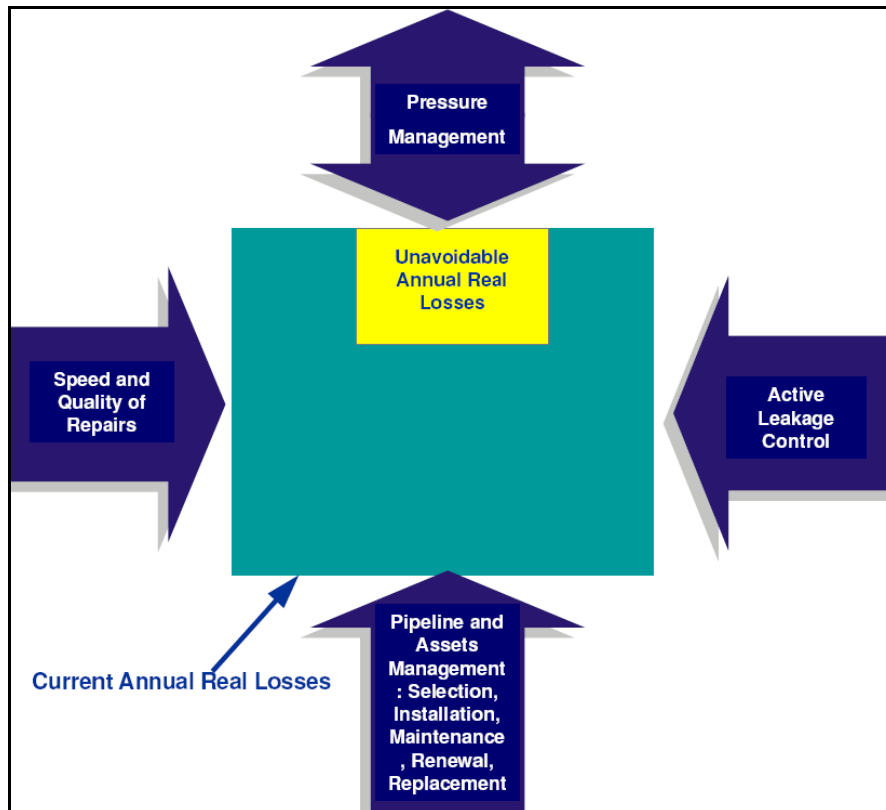 Pressure
Management
Unavoidable
Annual Real
Losses
Speed and
Quality of
Repairs
Active
Leakage
Control
Current Annual Real Losses
Pipeline and
Assets
Management
: Selection,
Installation,
Maintenance
, Renewal,
Replacement